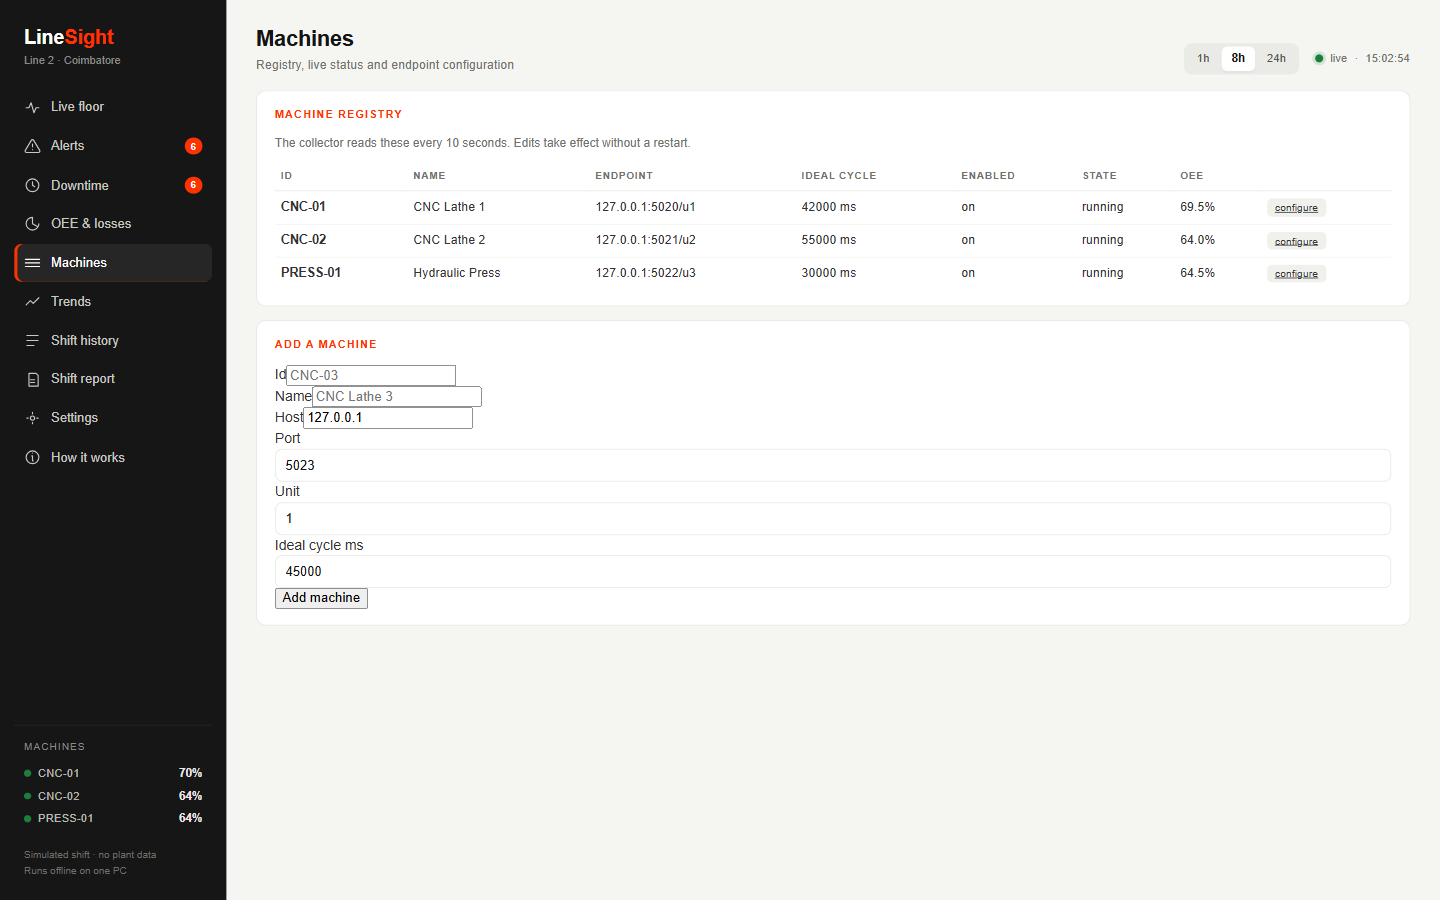 LineSight
Line 2 · Coimbatore
Live floor
Alerts 6
Downtime 6
OEE & losses
Machines
Trends
Shift history
Shift report
Settings
How it works
MACHINES
CNC-01 70%
CNC-02 64%
PRESS-01 64%
Simulated shift · no plant data
Runs offline on one PC
Machines
Registry, live status and endpoint configuration
1h 8h 24h live · 15:02:54
MACHINE REGISTRY
The collector reads these every 10 seconds. Edits take effect without a restart.
ID NAME ENDPOINT IDEAL CYCLE ENABLED STATE OEE
CNC-01 CNC Lathe 1 127.0.0.1:5020/u1 42000 ms on running 69.5% configure
CNC-02 CNC Lathe 2 127.0.0.1:5021/u2 55000 ms on running 64.0% configure
PRESS-01 Hydraulic Press 127.0.0.1:5022/u3 30000 ms on running 64.5% configure
ADD A MACHINE
Id CNC-03
Name CNC Lathe 3
Host 127.0.0.1
Port
5023
Unit
1
Ideal cycle ms
45000
Add machine